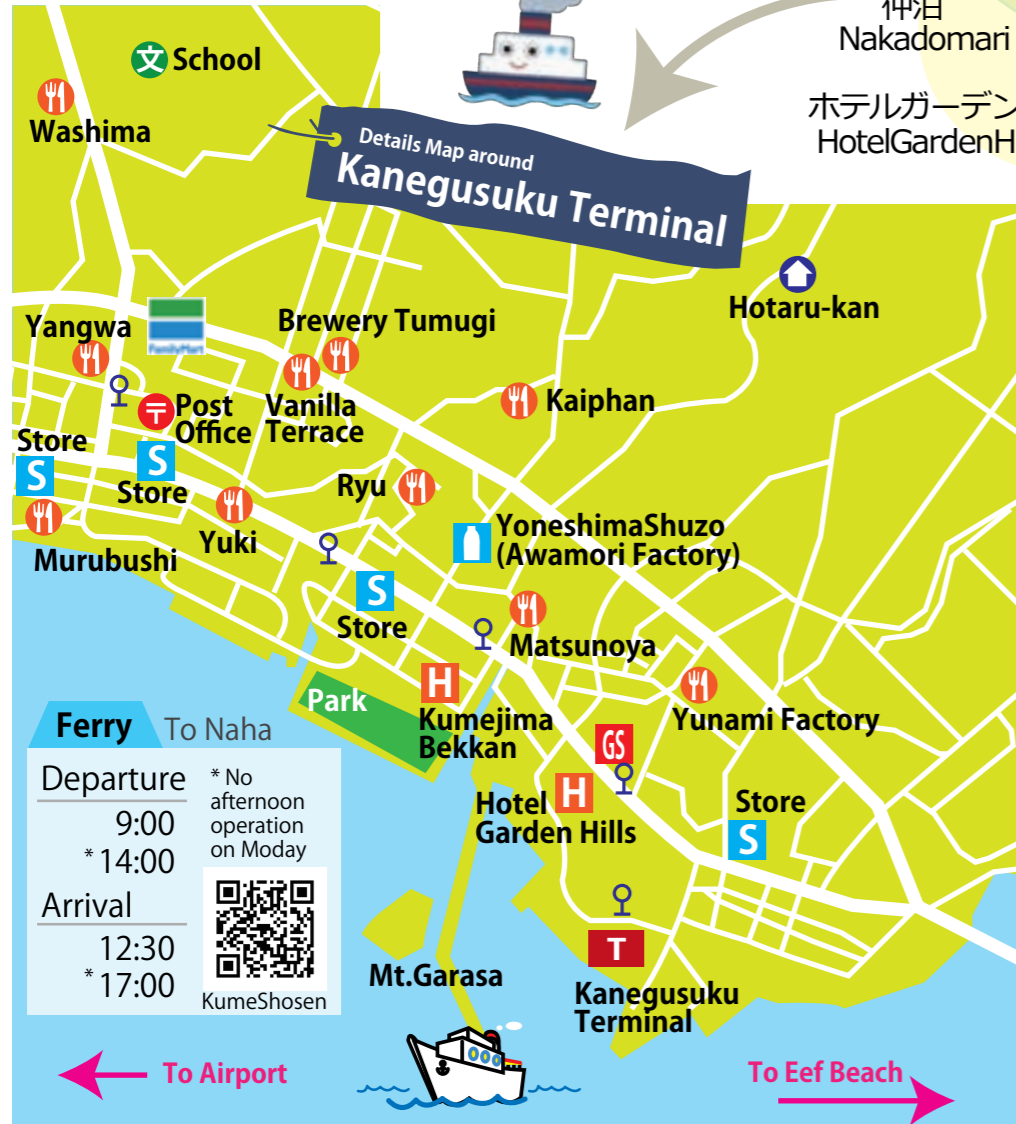 仲泊
Nakadomari
ホテルガーデン
HotelGardenH
文 School
Washima
Details Map around
Kanegusuku Terminal
Hotaru-kan
Yangwa
FamilyMart
Brewery Tumugi
〒 Post
Office
Vanilla
Terrace
Kaiphan
Store
S
S
Store
Ryu
Murubushi
Yuki
YoneshimaShuzo
(Awamori Factory)
S
Store
Matsunoya
Park
H
Kumejima
Bekkan
Yunami Factory
GS
Hotel H
Garden Hills
Store
S
Ferry To Naha
Departure
9:00
*14:00
* No
afternoon
operation
on Moday
Arrival
12:30
*17:00
KumeShosen
Mt.Garasa
T
Kanegusuku
Terminal
To Airport
To Eef Beach